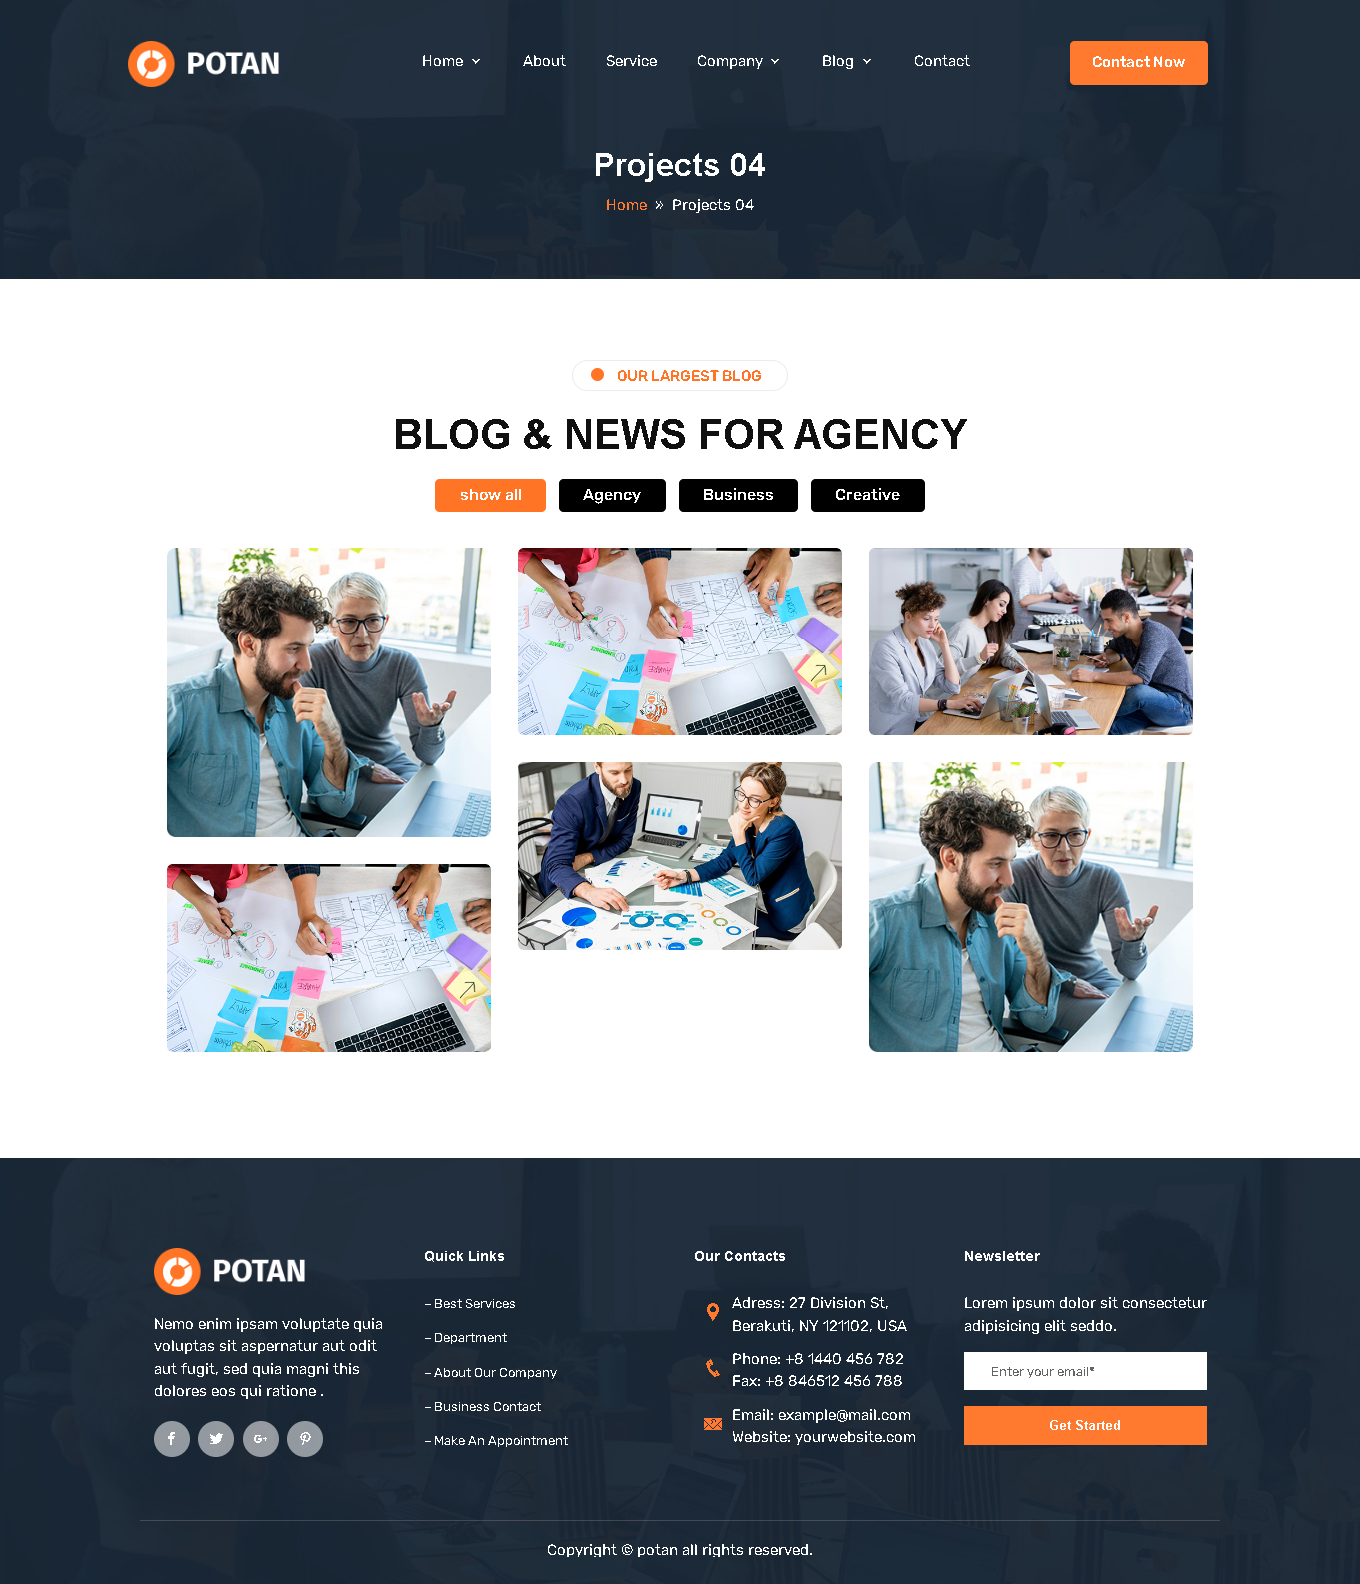 POTAN
Home
About
Service
Company
Blog
Contact
Contact Now
Projects 04
Home » Projects 04
OUR LARGEST BLOG
BLOG & NEWS FOR AGENCY
show all
Agency
Business
Creative
POTAN
Nemo enim ipsam voluptate quia
voluptas sit aspernatur aut odit
aut fugit, sed quia magni this
dolores eos qui ratione .
Quick Links
– Best Services
– Department
– About Our Company
– Business Contact
– Make An Appointment
Our Contacts
Adress: 27 Division St,
Berakuti, NY 121102, USA
Phone: +8 1440 456 782
Fax: +8 846512 456 788
Email: example@mail.com
Website: yourwebsite.com
Newsletter
Lorem ipsum dolor sit consectetur
adipisicing elit seddo.
Enter your email*
Get Started
Copyright © potan all rights reserved.